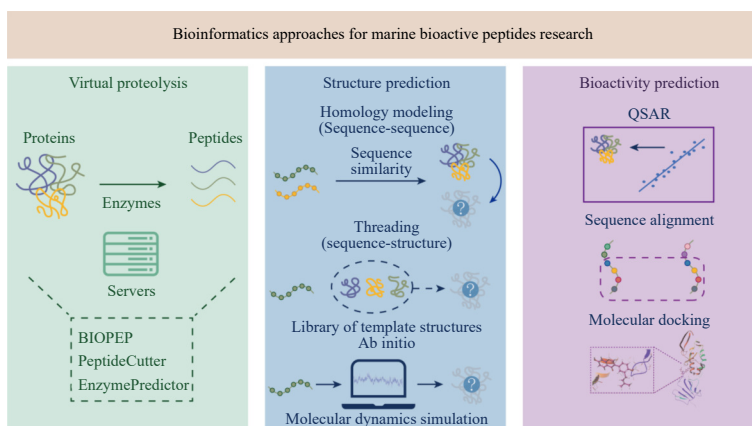 Bioinformatics approaches for marine bioactive peptides research
Virtual proteolysis
Proteins
Peptides
Enzymes
Servers
BIOPEP
PeptideCutter
EnzymePredictor
Structure prediction
Homology modeling
(Sequence-sequence)
Sequence
similarity
?
Threading
(sequence-structure)
?
Library of template structures
Ab initio
?
Molecular dynamics simulation
Bioactivity prediction
QSAR
Sequence alignment
Molecular docking